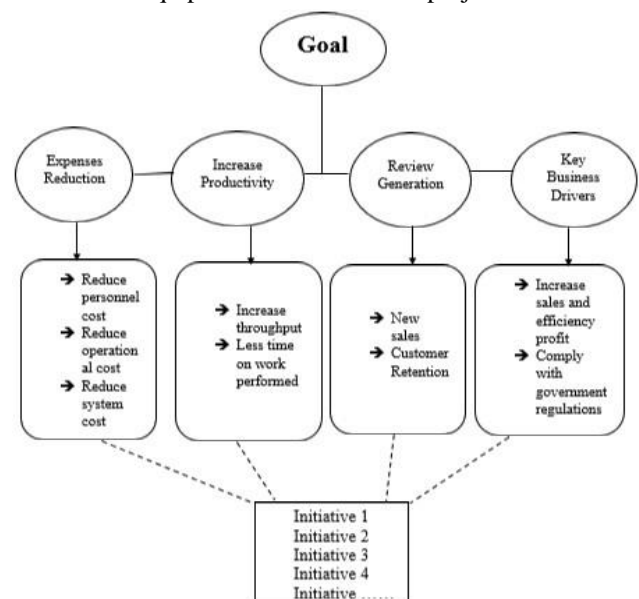 Goal
Expenses
Reduction
Increase
Productivity
Review
Generation
Key
Business
Drivers
➔ Reduce
personnel
cost
➔ Reduce
operation
al cost
➔ Reduce
system
cost
➔ Increase
throughput
➔ Less time
on work
performed
➔ New
sales
➔ Customer
Retention
➔ Increase
sales and
efficiency
profit
➔ Comply
with
government
regulations
Initiative 1
Initiative 2
Initiative 3
Initiative 4
Initiative ......